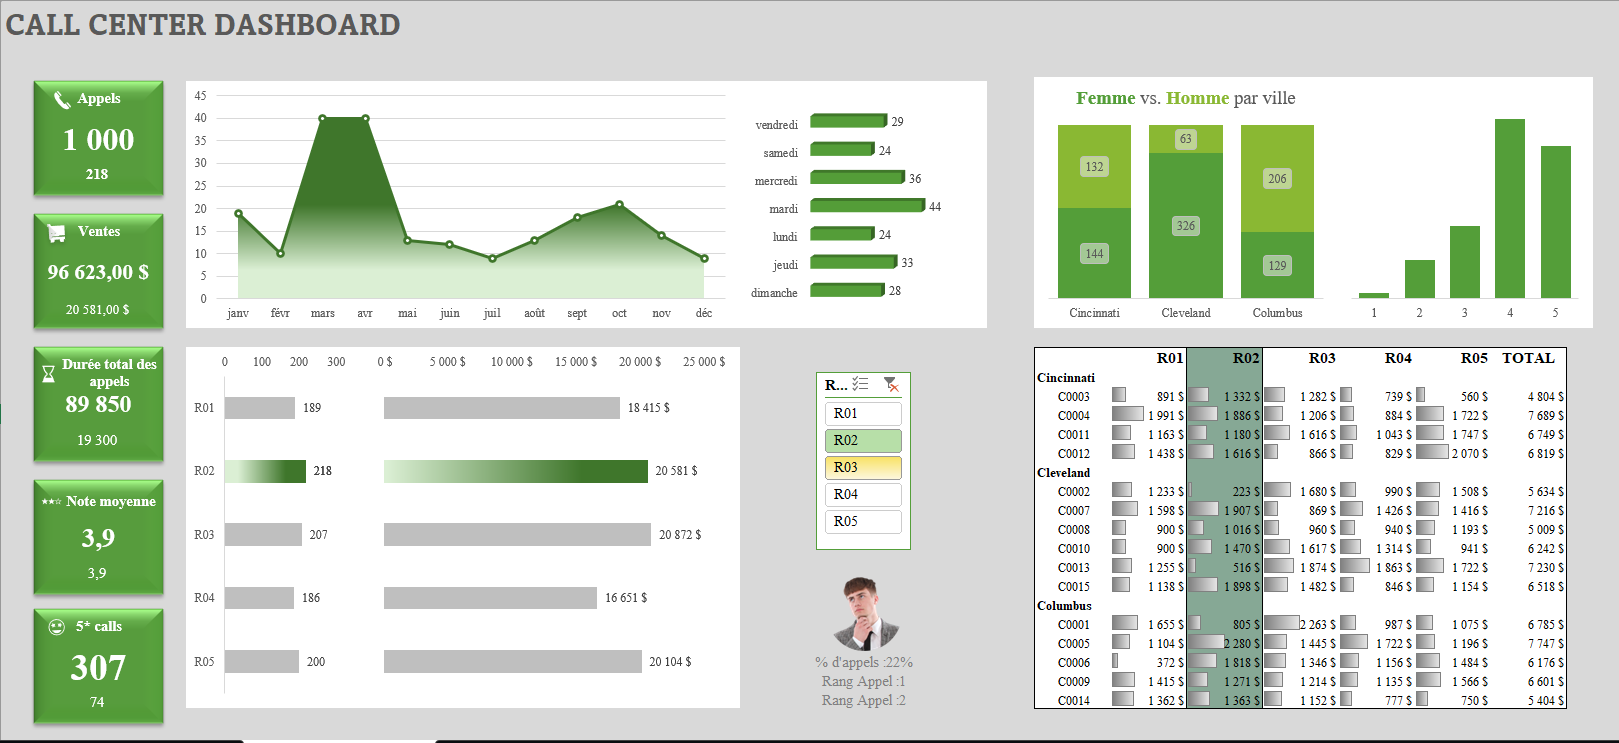 CALL CENTER DASHBOARD
Appels
1 000
218
Ventes
96 623,00 $
20 581,00 $
Durée total des
appels
89 850
19 300
Note moyenne
3,9
3,9
5* calls
307
74
45
40
35
30
25
20
15
10
5
0
janv févr mars avr mai juin juil août sept oct nov déc
vendredi 29
samedi 24
mercredi 36
mardi 44
lundi 24
jeudi 33
dimanche 28
Femme vs. Homme par ville
132 63 206
144 326 129
Cincinnati Cleveland Columbus
1 2 3 4 5
0 100 200 300 0 $ 5 000 $ 10 000 $ 15 000 $ 20 000 $ 25 000 $
R01 189 18 415 $
R02 218 20 581 $
R03 207 20 872 $
R04 186 16 651 $
R05 200 20 104 $
R...
R01
R02
R03
R04
R05
% d'appels :22%
Rang Appel :1
Rang Appel :2
R01 R02 R03 R04 R05 TOTAL
Cincinnati
C0003 891 $ 1 332 $ 1 282 $ 739 $ 560 $ 4 804 $
C0004 1 991 $ 1 886 $ 1 206 $ 884 $ 1 722 $ 7 689 $
C0011 1 163 $ 1 180 $ 1 616 $ 1 043 $ 1 747 $ 6 749 $
C0012 1 438 $ 1 616 $ 866 $ 829 $ 2 070 $ 6 819 $
Cleveland
C0002 1 233 $ 223 $ 1 680 $ 990 $ 1 508 $ 5 634 $
C0007 1 598 $ 1 907 $ 869 $ 1 426 $ 1 416 $ 7 216 $
C0008 900 $ 1 016 $ 960 $ 940 $ 1 193 $ 5 009 $
C0010 900 $ 1 470 $ 1 617 $ 1 314 $ 941 $ 6 242 $
C0013 1 255 $ 516 $ 1 874 $ 1 863 $ 1 722 $ 7 230 $
C0015 1 138 $ 1 898 $ 1 482 $ 846 $ 1 154 $ 6 518 $
Columbus
C0001 1 655 $ 805 $ 2 263 $ 987 $ 1 075 $ 6 785 $
C0005 1 104 $ 2 280 $ 1 445 $ 1 722 $ 1 196 $ 7 747 $
C0006 372 $ 1 818 $ 1 346 $ 1 156 $ 1 484 $ 6 176 $
C0009 1 415 $ 1 271 $ 1 214 $ 1 135 $ 1 566 $ 6 601 $
C0014 1 362 $ 1 363 $ 1 152 $ 777 $ 750 $ 5 404 $